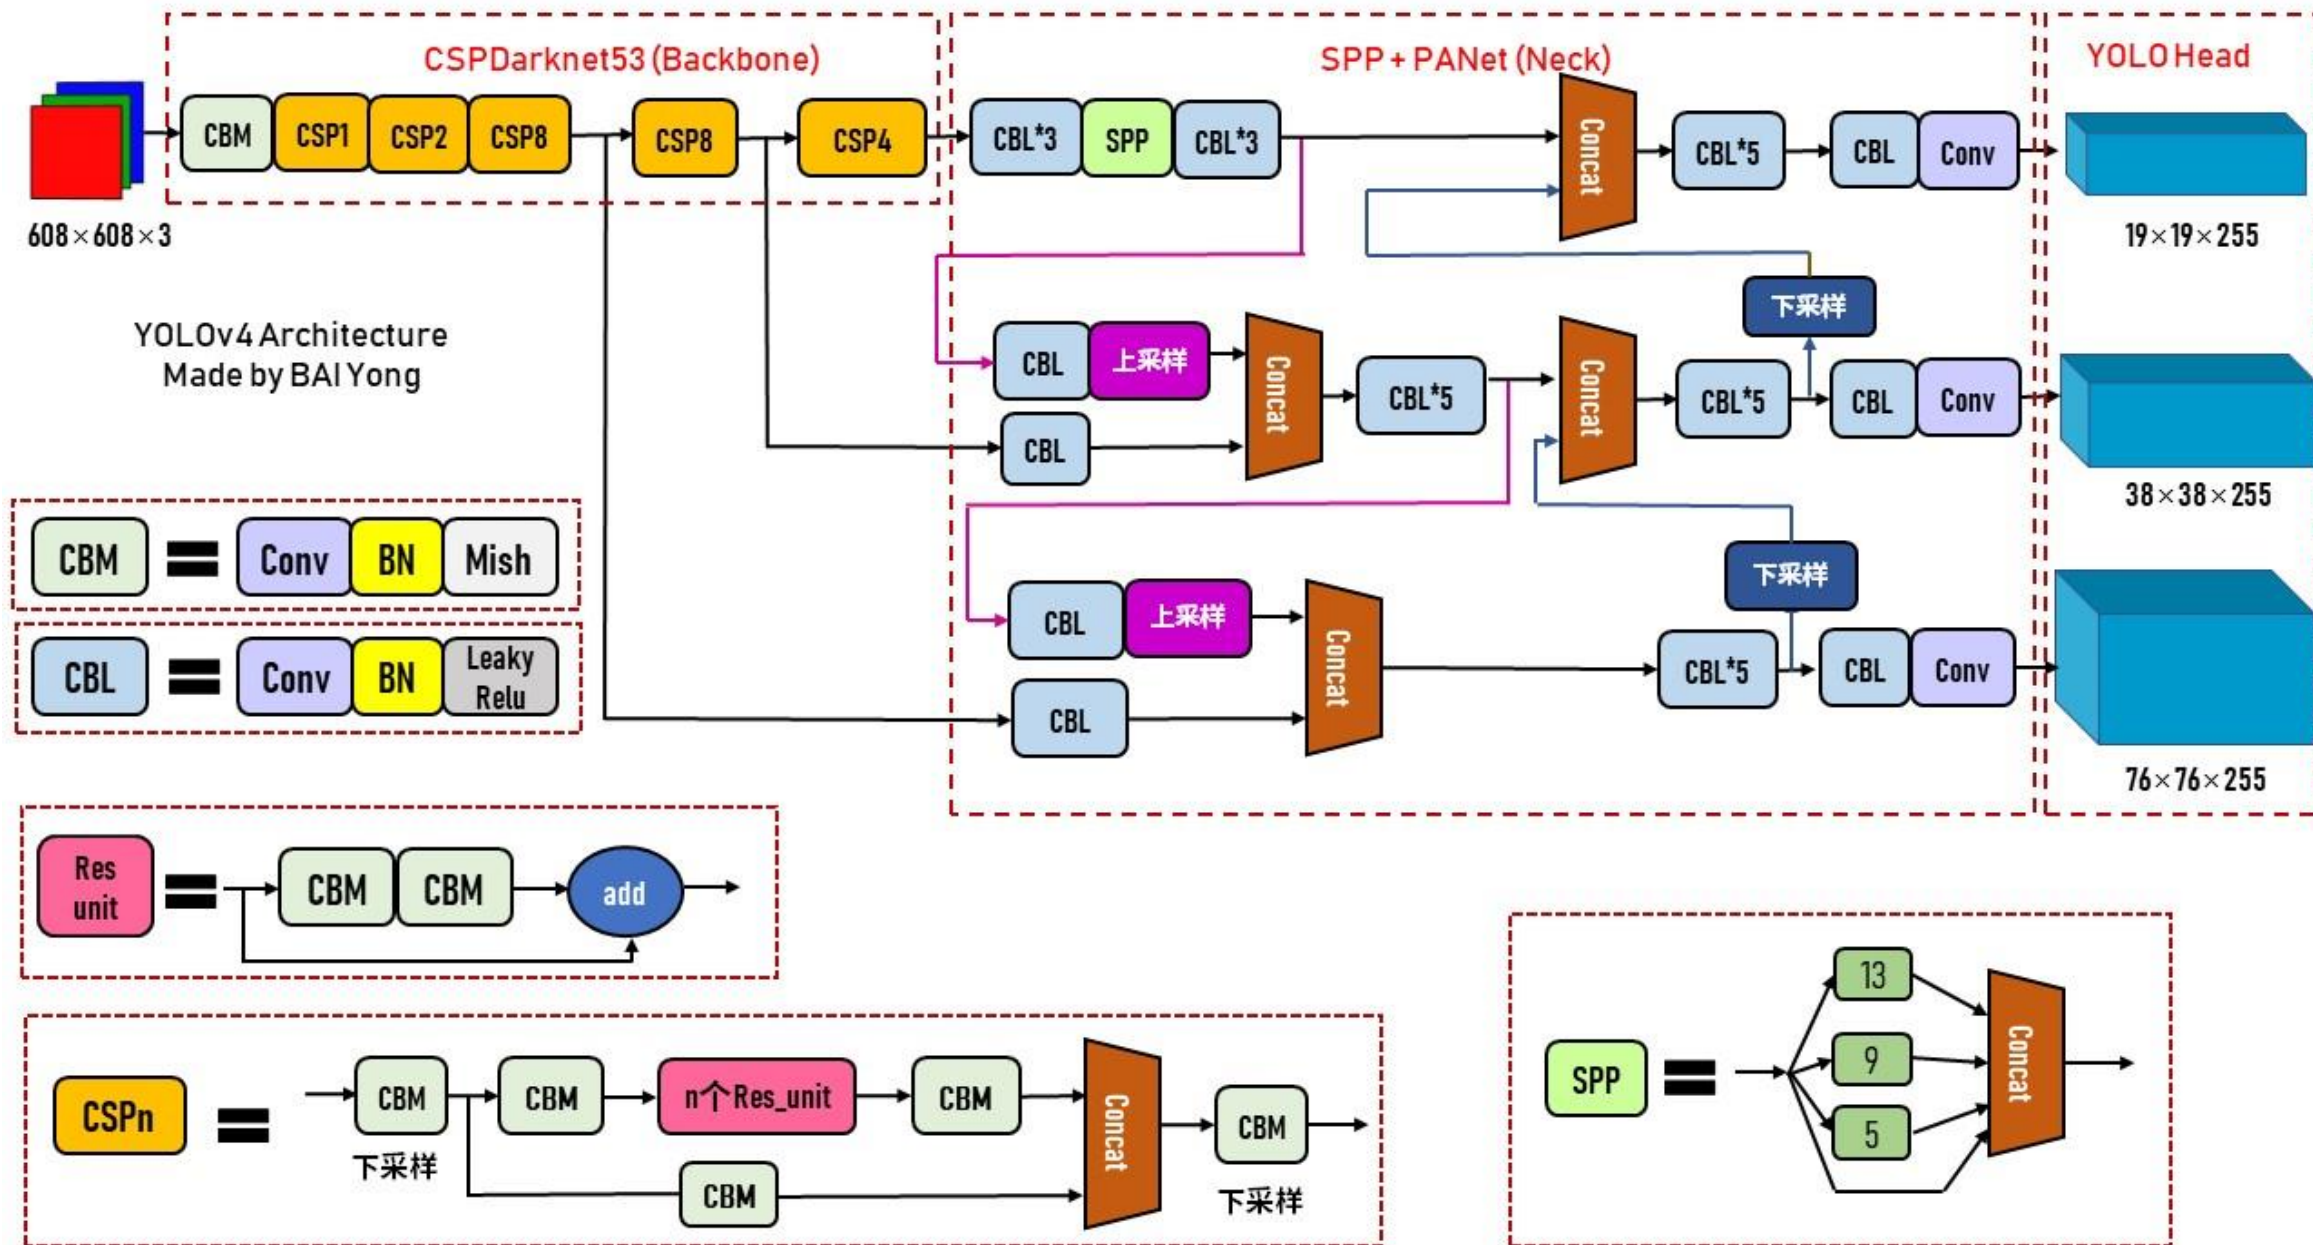 CSPDarknet53 (Backbone)
SPP + PANet (Neck)
YOLO Head
CBM
CSP1
CSP2
CSP8
CSP8
CSP4
CBL*3
SPP
CBL*3
Concat
CBL*5
CBL
Conv
608×608×3
19×19×255
YOLOv4 Architecture
Made by BAI Yong
下采样
CBL
上采样
Concat
CBL*5
Concat
CBL*5
CBL
Conv
CBL
38×38×255
CBM
Conv
BN
Mish
下采样
CBL
上采样
Concat
CBL*5
CBL
Conv
CBL
76×76×255
CBL
Conv
BN
Leaky
Relu
Res
unit
CBM
CBM
add
CSPn
CBM
下采样
CBM
n个Res_unit
CBM
CBM
Concat
CBM
下采样
SPP
13
9
5
Concat